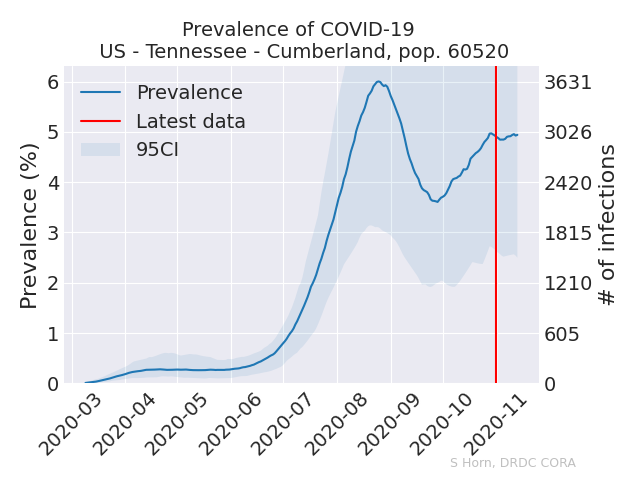 Prevalence of COVID-19
US - Tennessee - Cumberland, pop. 60520
Prevalence
Latest data
95CI
Prevalence (%)
6
5
4
3
2
1
0
3631
3026
2420
1815
1210
605
0
# of infections
2020-03
2020-04
2020-05
2020-06
2020-07
2020-08
2020-09
2020-10
2020-11
S Horn, DRDC CORA